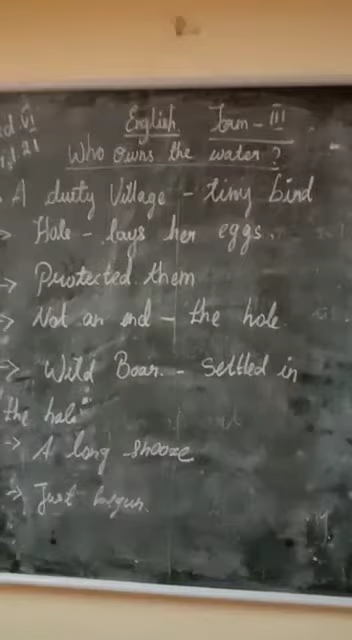 VI
English Term - III
Who owns the water?
A dusty Village - tiny bird
→ Hole - lays her eggs.
→ Protected them
→ Not an end - the hole.
→ Wild Boar. - Settled in
the hole
→ A long snooze
→ Just begun.